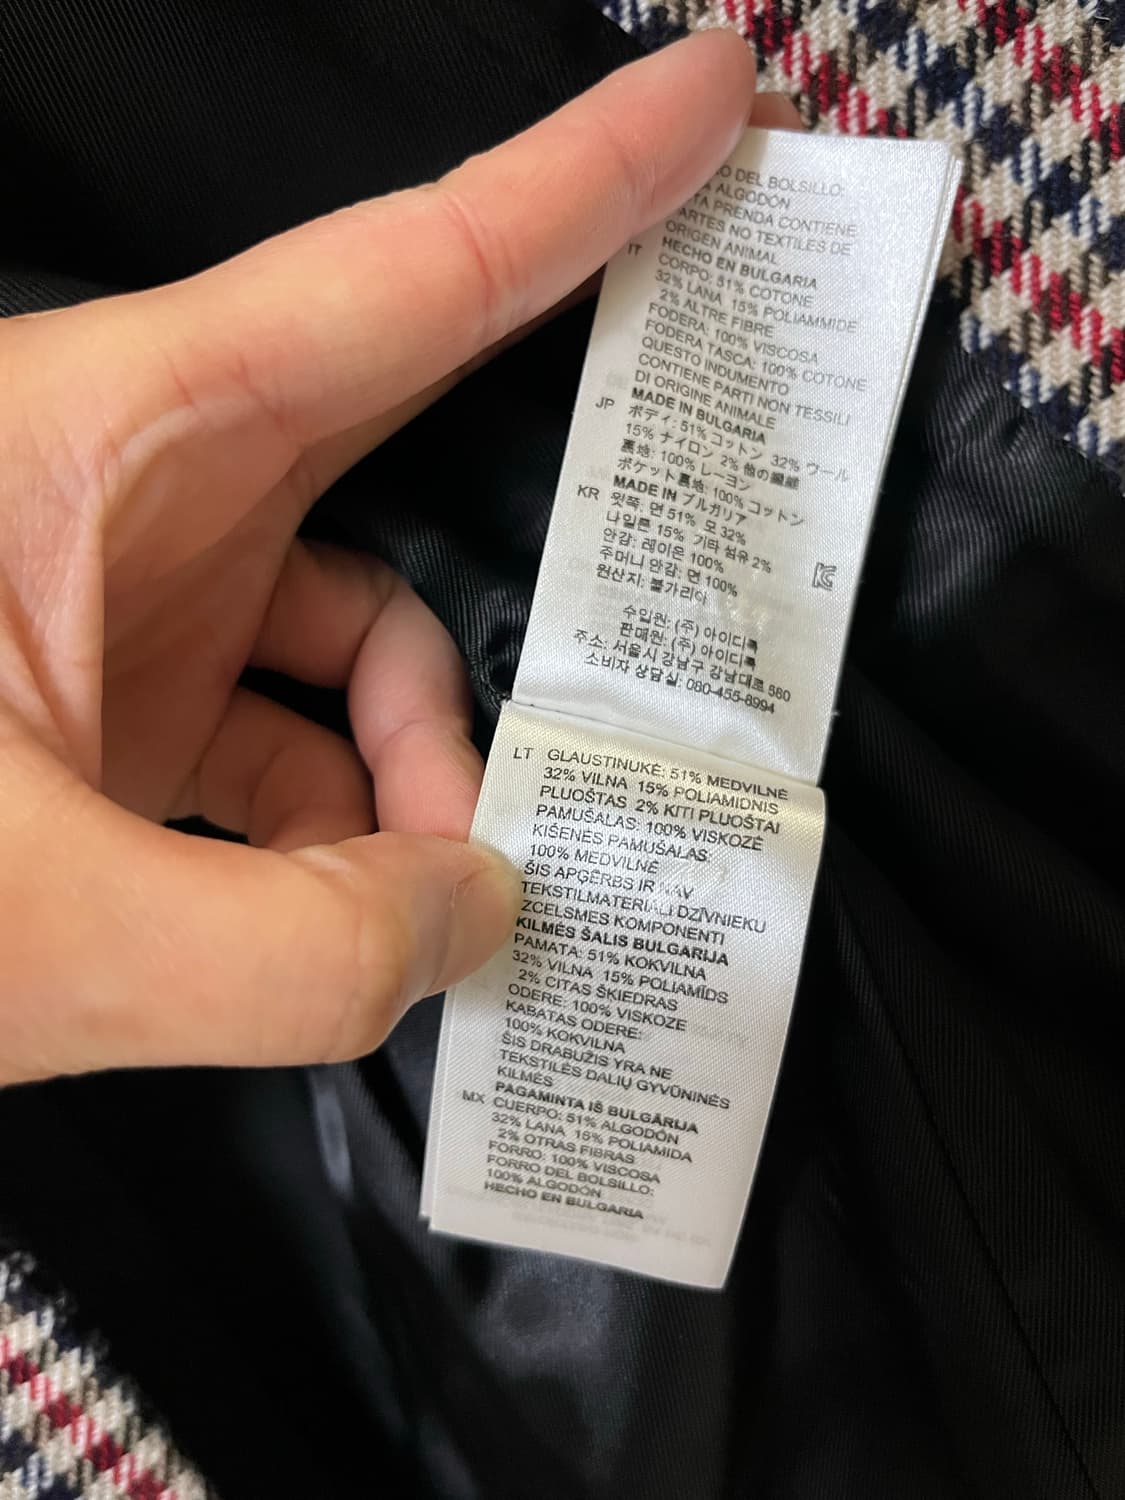 O DEL BOLSILLO:
ALGODÓN
TA PRENDA CONTIENE
ARTES NO TEXTILES DE
ORIGEN ANIMAL
HECHO EN BULGARIA
IT CORPO: 51% COTONE
32% LANA 15% POLIAMMIDE
2% ALTRE FIBRE
FODERA: 100% VISCOSA
FODERA TASCA: 100% COTONE
QUESTO INDUMENTO
CONTIENE PARTI NON TESSILI
DI ORIGINE ANIMALE
MADE IN BULGARIA
JP ボディ: 51% コットン 32% ウール
15% ナイロン 2% 他の繊維
裏地: 100% レーヨン
ポケット裏地: 100% コットン
MADE IN ブルガリア
KR 윗쪽: 면 51% 모 32%
나일론 15% 기타 섬유 2%
안감: 레이온 100%
주머니 안감: 면 100%
원산지: 불가리아
수입원: (주) 아이디룩
판매원: (주) 아이디룩
주소: 서울시 강남구 강남대로 560
소비자 상담실: 080-455-8994
LT GLAUSTINUKĖ: 51% MEDVILNĖ
32% VILNA 15% POLIAMIDNIS
PLUOŠTAS 2% KITI PLUOŠTAI
PAMUŠALAS: 100% VISKOZĖ
KIŠENĖS PAMUŠALAS:
100% MEDVILNĖ
ŠIS APĢĒRBS IR NAV
TEKSTILMATERIĀLI DZĪVNIEKU
ZCELSMES KOMPONENTI
KILMĖS ŠALIS BULGARIJA
PAMATA: 51% KOKVILNA
32% VILNA 15% POLIAMĪDS
2% CITAS ŠĶIEDRAS
ODERE: 100% VISKOZE
KABATAS ODERE:
100% KOKVILNA
ŠIS DRABUŽIS YRA NE
TEKSTILĖS DALIŲ GYVŪNINĖS
KILMĖS
PAGAMINTA IŠ BULGĀRIJA
MX CUERPO: 51% ALGODÓN
32% LANA 15% POLIAMIDA
2% OTRAS FIBRAS
FORRO: 100% VISCOSA
FORRO DEL BOLSILLO:
100% ALGODÓN
HECHO EN BULGARIA